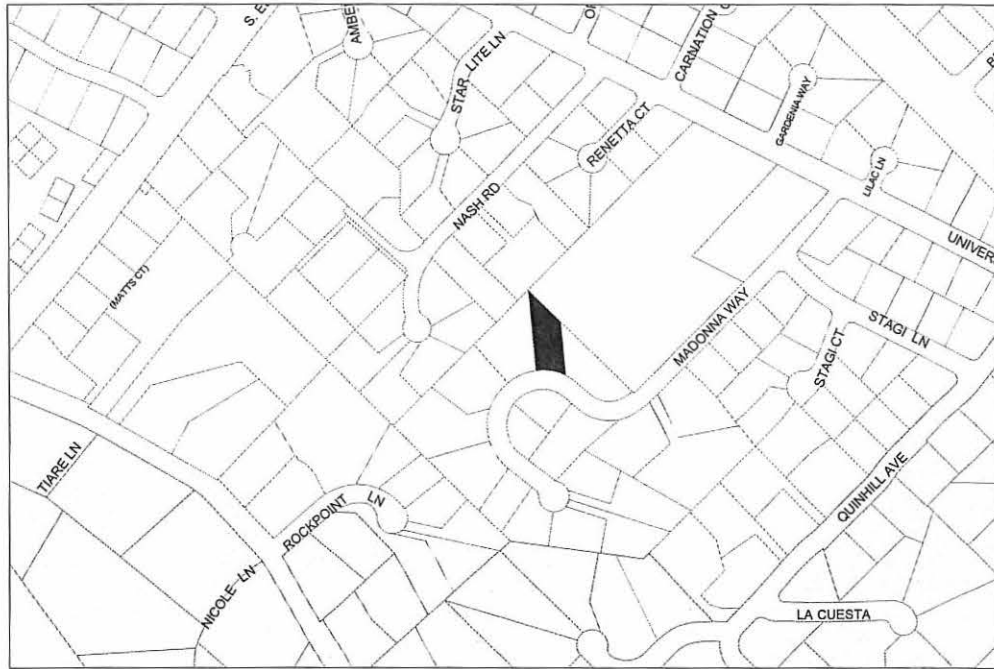 S. E
AMBE
STAR LITE LN
CARNATION C
GARDENIA WAY
RENETTA CT
LILAC LN
NASH RD
UNIVER
(MATTS CT)
MADONNA WAY
STAGI LN
STAGI CT
TIARE LN
QUINHILL AVE
ROCKPOINT LN
NICOLE LN
LA CUESTA